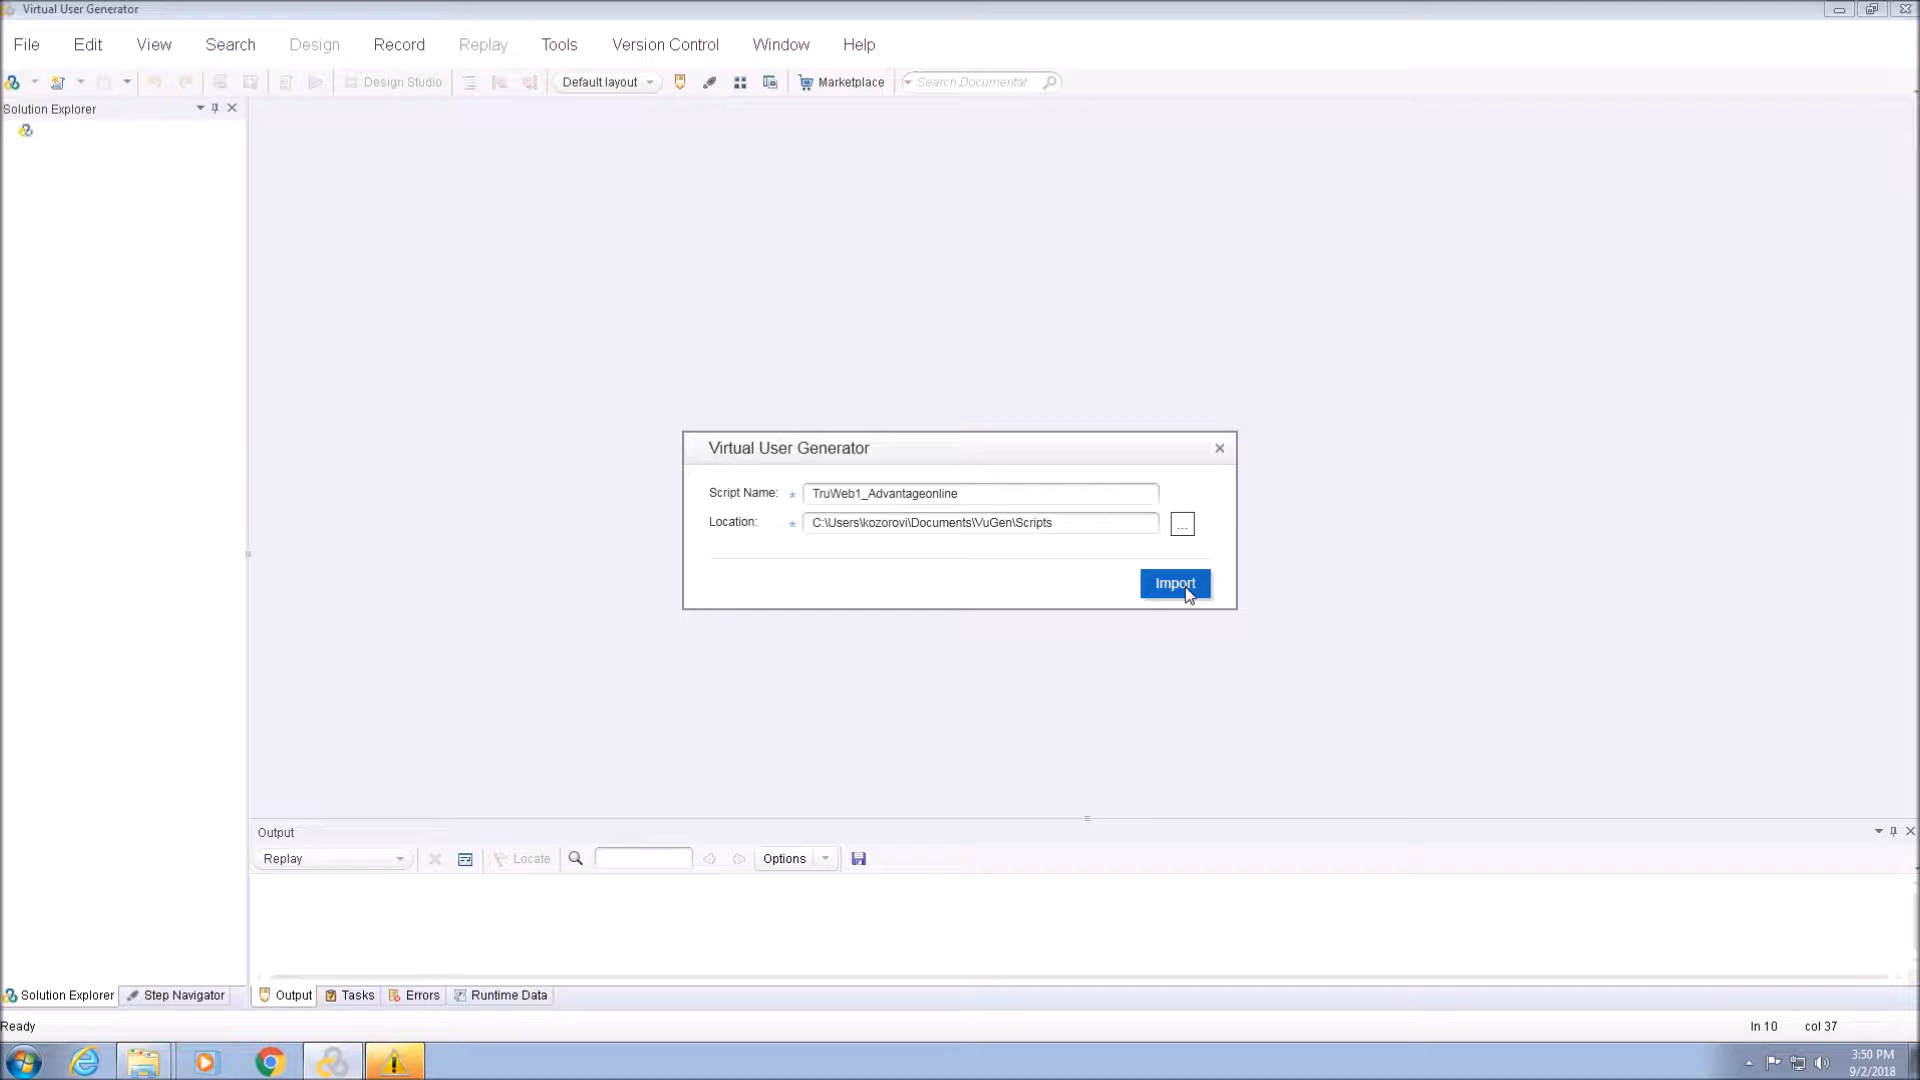 Virtual User Generator
File Edit View Search Design Record Replay Tools Version Control Window Help
Design Studio Default layout Marketplace Search Documentat
Solution Explorer
Virtual User Generator
Script Name: * TruWeb1_Advantageonline
Location: * C:\Users\kozorovi\Documents\VuGen\Scripts ...
Import
Output
Replay Locate Options
Solution Explorer Step Navigator Output Tasks Errors Runtime Data
Ready ln 10 col 37
3:50 PM
9/2/2018